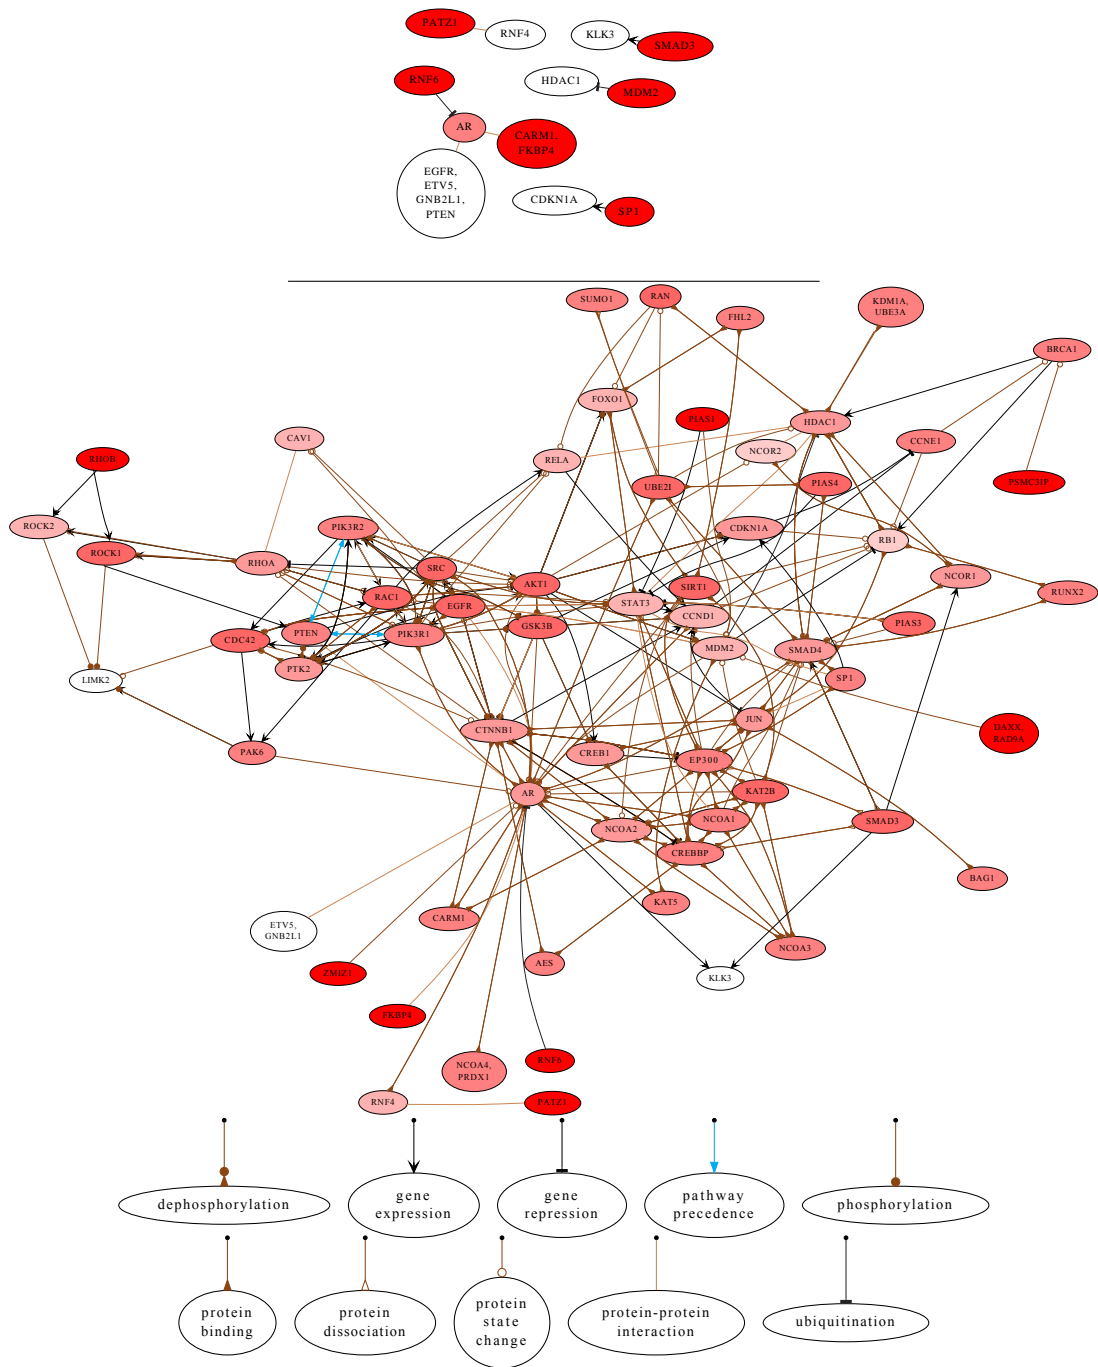 PATZ1
RNF4
KLK3
SMAD3
RNF6
HDAC1
MDM2
AR
CARM1,
FKBP4
EGFR,
ETV5,
GNB2L1,
PTEN
CDKN1A
SP1
SUMO1
RAN
KDM1A,
UBE3A
FHL2
BRCA1
FOXO1
PIAS1
HDAC1
CAV1
CCNE1
RHOB
RELA
NCOR2
PSMC3IP
UBE2I
PIAS4
ROCK2
PIK3R2
CDKN1A
RB1
ROCK1
RHOA
SRC
AKT1
SIRT1
NCOR1
RUNX2
RAC1
EGFR
STAT3
CCND1
GSK3B
PIAS3
CDC42
PTEN
PIK3R1
MDM2
SMAD4
PTK2
LIMK2
SP1
JUN
DAXX,
RAD9A
CTNNB1
PAK6
CREB1
EP300
AR
KAT2B
NCOA2
NCOA1
SMAD3
CREBBP
BAG1
KAT5
CARM1
ETV5,
GNB2L1
NCOA3
AES
ZMIZ1
KLK3
FKBP4
NCOA4,
PRDX1
RNF6
RNF4
PATZ1
dephosphorylation
gene
expression
gene
repression
pathway
precedence
phosphorylation
protein
binding
protein
dissociation
protein
state
change
protein-protein
interaction
ubiquitination